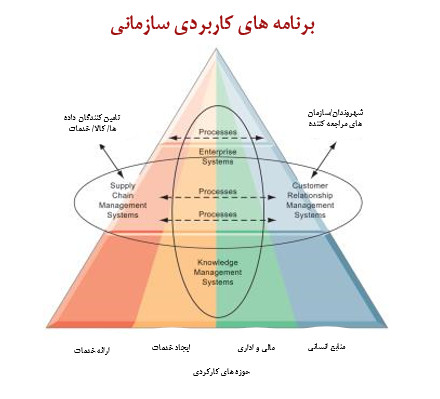 برنامه های کاربردی سازمانی
تامین کنندگان داده
ها/ کالا/ خدمات
شهروندان/سازمان
های مراجعه کننده
Processes
Enterprise
Systems
Supply
Chain
Management
Systems
Processes
Processes
Customer
Relationship
Management
Systems
Knowledge
Management
Systems
ارائه خدمات
ایجاد خدمات
مالی و اداری
منابع انسانی
حوزه های کارکردی